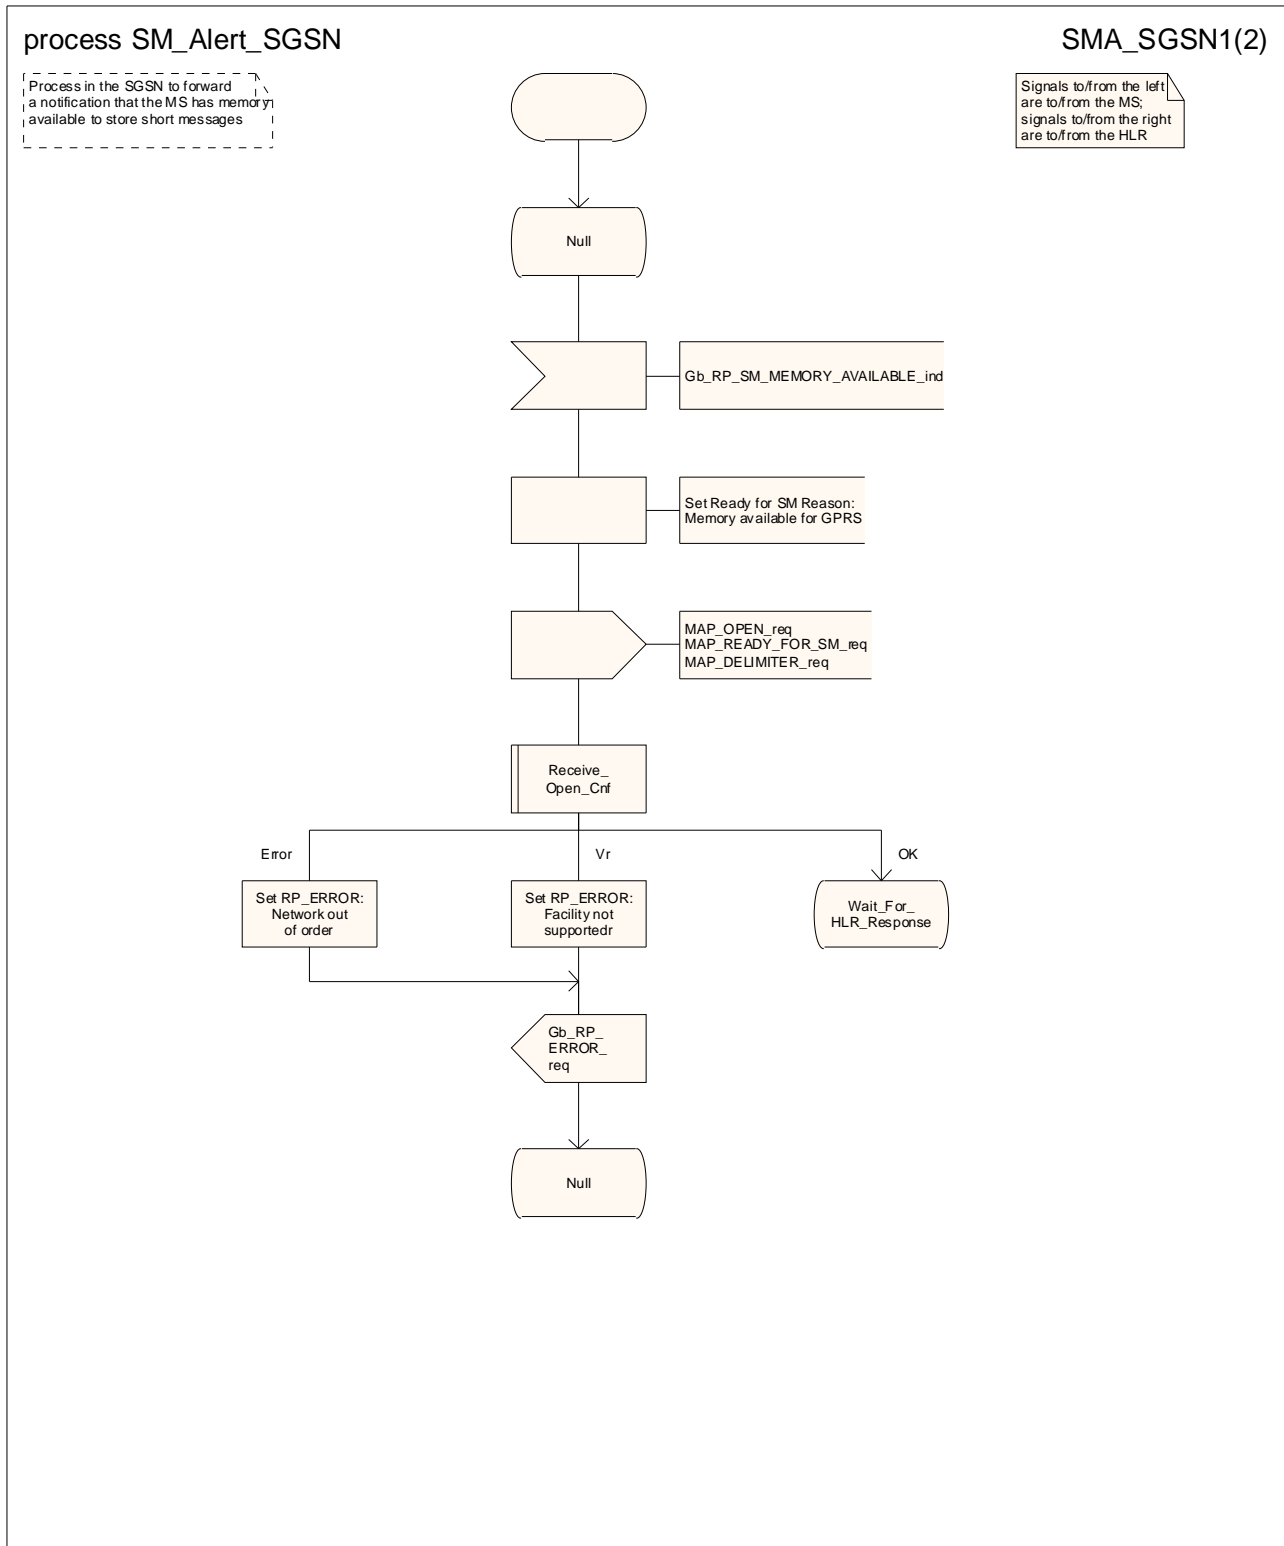 process SM_Alert_SGSN
SMA_SGSN1(2)
Process in the SGSN to forward
a notification that the MS has memory
available to store short messages
Signals to/from the left
are to/from the MS;
signals to/from the right
are to/from the HLR
Null
Gb_RP_SM_MEMORY_AVAILABLE_ind
Set Ready for SM Reason:
Memory available for GPRS
MAP_OPEN_req
MAP_READY_FOR_SM_req
MAP_DELIMITER_req
Receive_
Open_Cnf
Error
Vr
OK
Set RP_ERROR:
Network out
of order
Set RP_ERROR:
Facility not
supportedr
Wait_For_
HLR_Response
Gb_RP_
ERROR_
req
Null